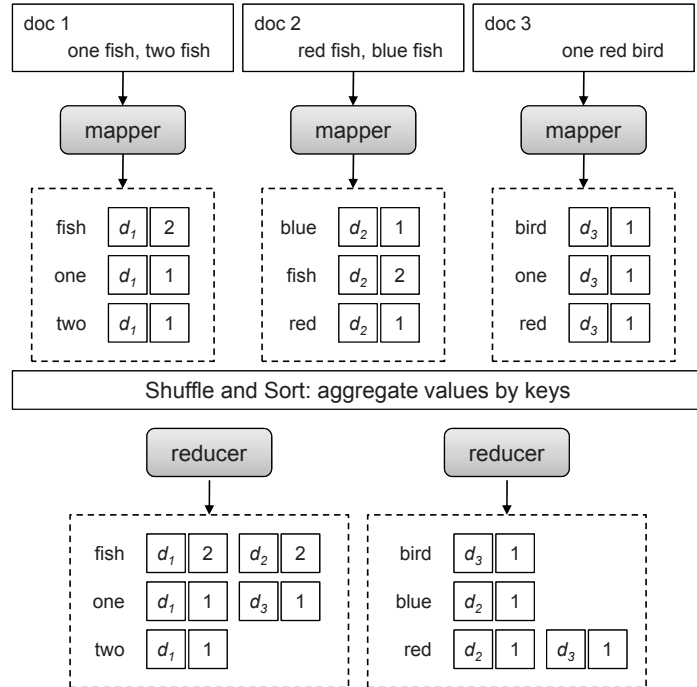 doc 1
one fish, two fish
doc 2
red fish, blue fish
doc 3
one red bird
mapper
mapper
mapper
fish d₁ 2
one d₁ 1
two d₁ 1
blue d₂ 1
fish d₂ 2
red d₂ 1
bird d₃ 1
one d₃ 1
red d₃ 1
Shuffle and Sort: aggregate values by keys
reducer
reducer
fish d₁ 2 d₂ 2
one d₁ 1 d₃ 1
two d₁ 1
bird d₃ 1
blue d₂ 1
red d₂ 1 d₃ 1